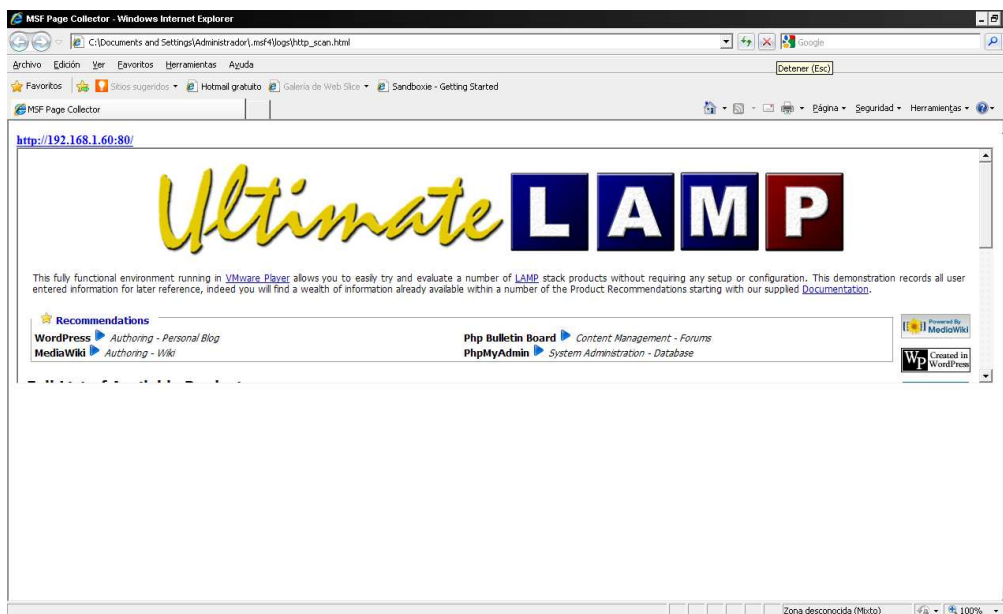 MSF Page Collector - Windows Internet Explorer
C:\Documents and Settings\Administrador\.msf4\logs\http_scan.html
Google
Archivo Edición Ver Favoritos Herramientas Ayuda
Detener (Esc)
Favoritos Sitios sugeridos Hotmail gratuito Galería de Web Slice Sandboxie - Getting Started
MSF Page Collector
Página Seguridad Herramientas
http://192.168.1.60:80/
Ultimate LAMP
This fully functional environment running in VMware Player allows you to easily try and evaluate a number of LAMP stack products without requiring any setup or configuration. This demonstration records all user
entered information for later reference, indeed you will find a wealth of information already available within a number of the Product Recommendations starting with our supplied Documentation.
Recommendations
WordPress Authoring - Personal Blog Php Bulletin Board Content Management - Forums
MediaWiki Authoring - Wiki PhpMyAdmin System Administration - Database
Powered By
MediaWiki
WP Created in
WordPress
Zona desconocida (Mixto) 100%